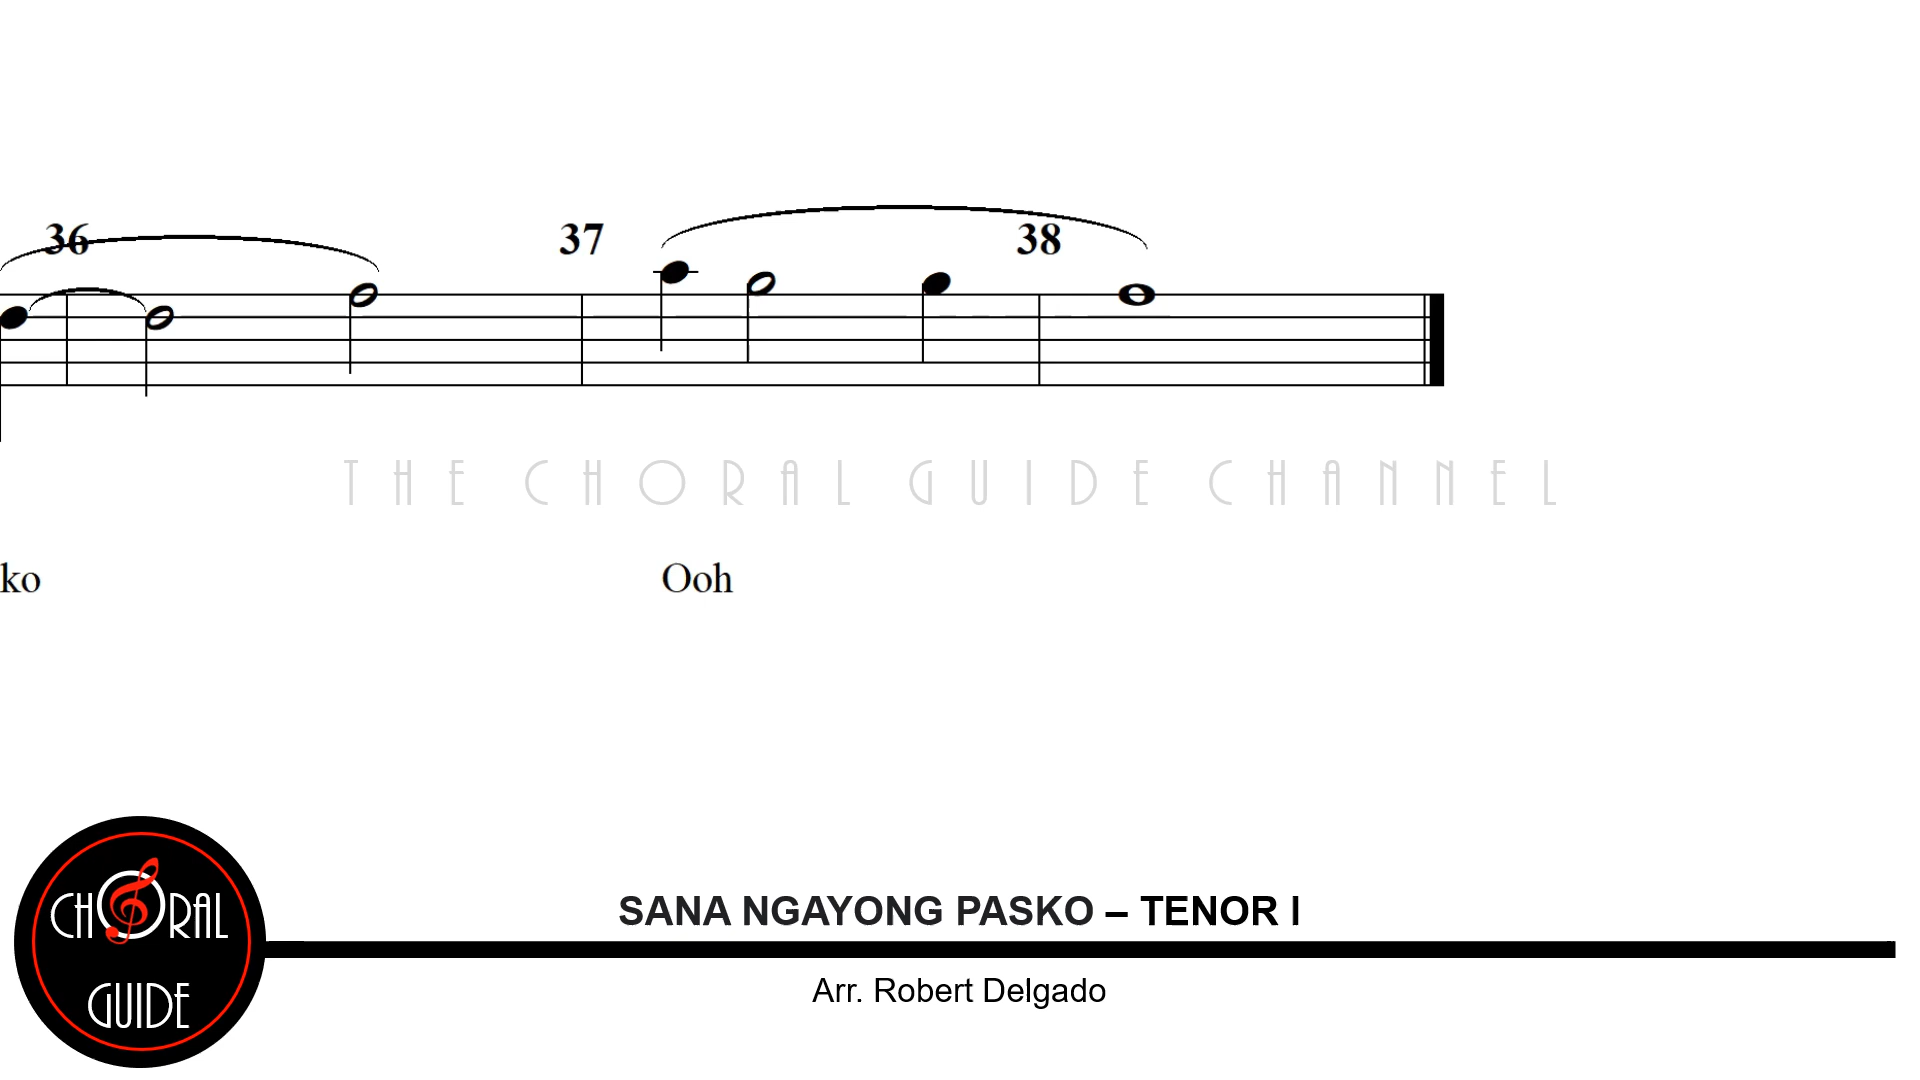 36 37 38
THE CHORAL GUIDE CHANNEL
ko Ooh
SANA NGAYONG PASKO – TENOR I
CHORAL
GUIDE
Arr. Robert Delgado